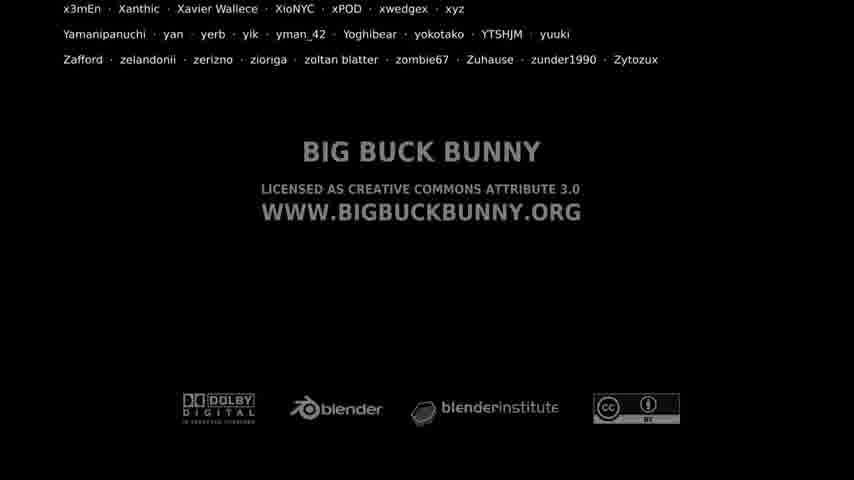 x3mEn · Xanthic · Xavier Wallece · XioNYC · xPOD · xwedgex · xyz
Yamanipanuchi · yan · yerb · yik · yman_42 · Yoghibear · yokotako · YTSHJM · yuuki
Zafford · zelandonii · zerizno · zioriga · zoltan blatter · zombie67 · Zuhause · zunder1990 · Zytozux
BIG BUCK BUNNY
LICENSED AS CREATIVE COMMONS ATTRIBUTE 3.0
WWW.BIGBUCKBUNNY.ORG
DOLBY
DIGITAL
blender
blenderinstitute
cc
BY